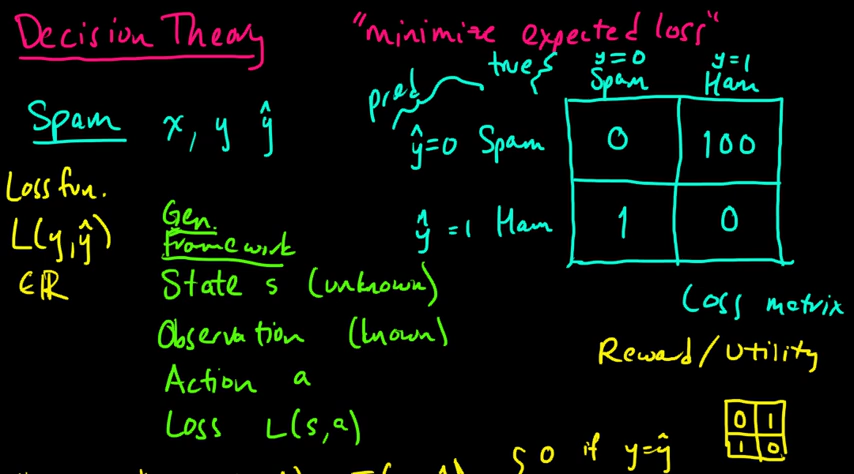 Decision Theory "minimize expected loss"
true
y=0 y=1
Spam Ham
pred
Spam x, y ŷ
ŷ=0 Spam 0 100
Loss fun.
L(y,ŷ)
∈ℝ
ŷ=1 Ham 1 0
Gen.
framework
State s (unknown)
Observation (known)
Action a
Loss L(s,a)
Loss matrix
Reward/Utility
0 1
1 0
0 if y=ŷ